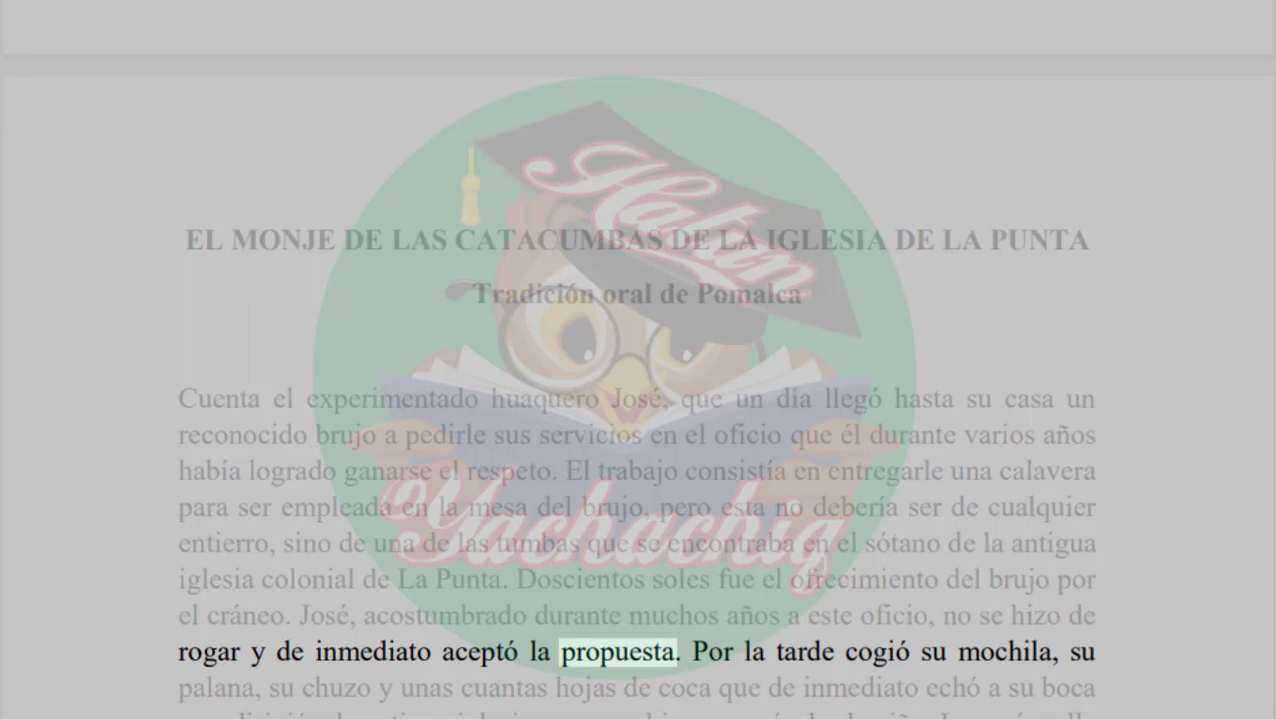 EL MONJE DE LAS CATACUMBAS DE LA IGLESIA DE LA PUNTA
Tradición oral de Pomalca
Hatun
Cuenta el experimentado huaquero José, que un día llegó hasta su casa un
reconocido brujo a pedirle sus servicios en el oficio que él durante varios años
había logrado ganarse el respeto. El trabajo consistía en entregarle una calavera
para ser empleada en la mesa del brujo, pero esta no debería ser de cualquier
entierro, sino de una de las tumbas que se encontraba en el sótano de la antigua
iglesia colonial de La Punta. Doscientos soles fue el ofrecimiento del brujo por
el cráneo. José, acostumbrado durante muchos años a este oficio, no se hizo de
rogar y de inmediato aceptó la propuesta. Por la tarde cogió su mochila, su
palana, su chuzo y unas cuantas hojas de coca que de inmediato echó a su boca
Yachachiq